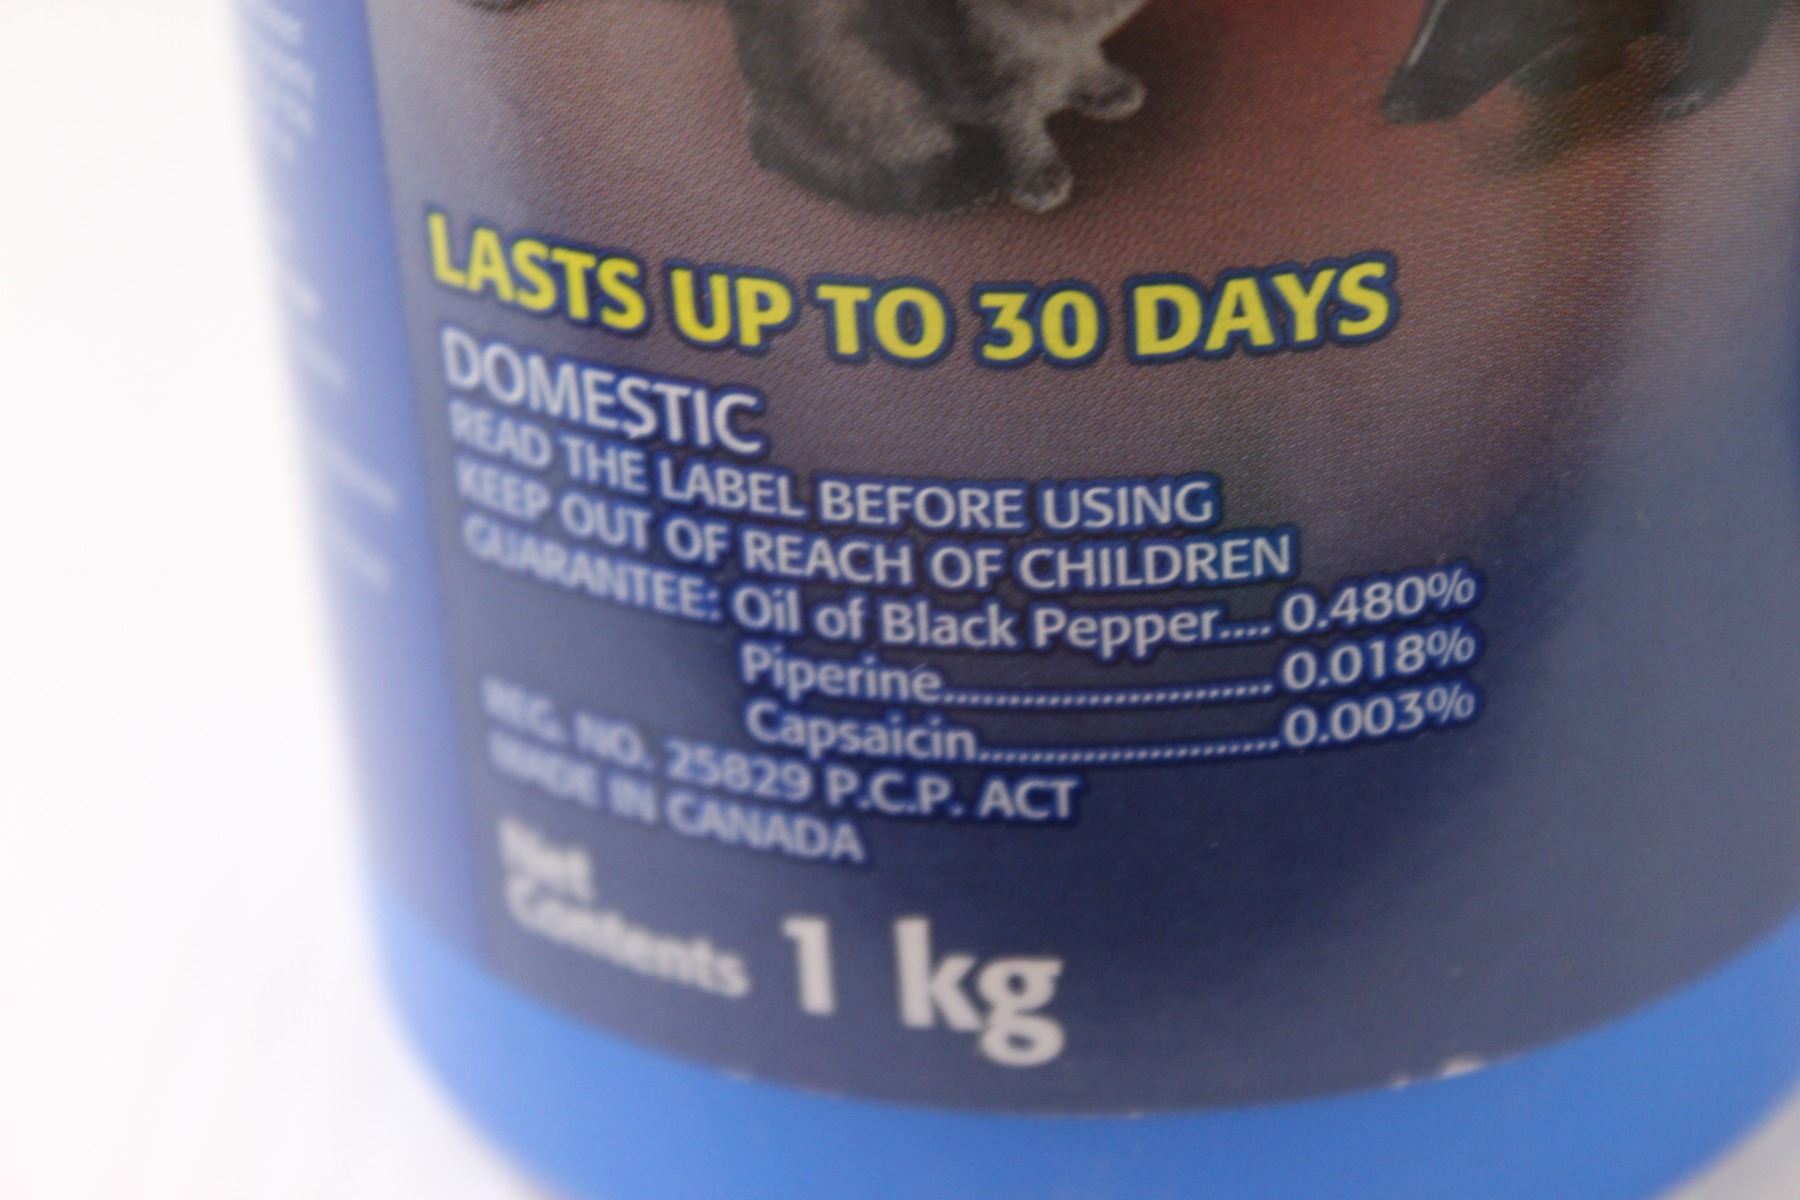 LASTS UP TO 30 DAYS
DOMESTIC
READ THE LABEL BEFORE USING
KEEP OUT OF REACH OF CHILDREN
GUARANTEE: Oil of Black Pepper.... 0.480%
Piperine.......................... 0.018%
Capsaicin........................0.003%
REG. NO. 25829 P.C.P. ACT
MADE IN CANADA
Net
Contents 1 kg